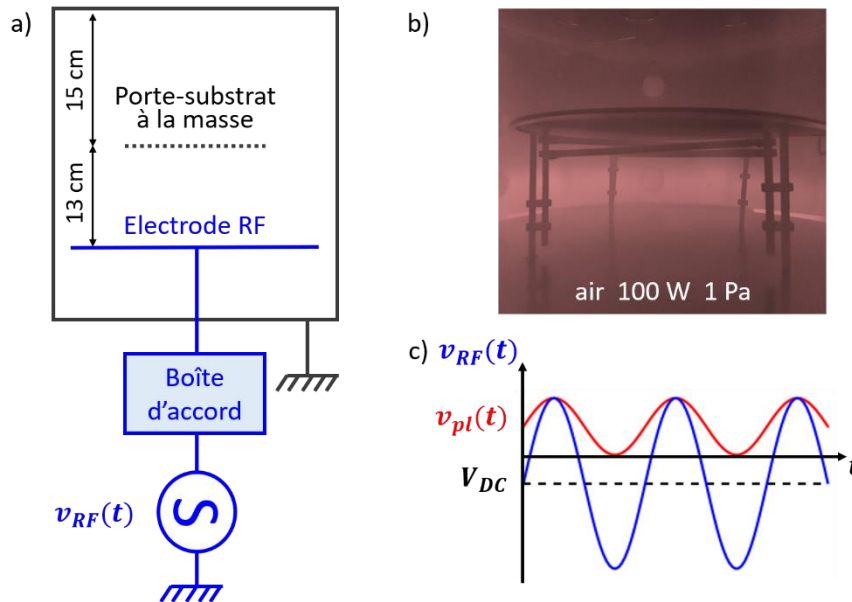 a)
15 cm
Porte-substrat
à la masse
13 cm
Electrode RF
Boîte
d'accord
v_RF(t)
b)
air 100 W 1 Pa
c)
v_RF(t)
v_pl(t)
V_DC
t